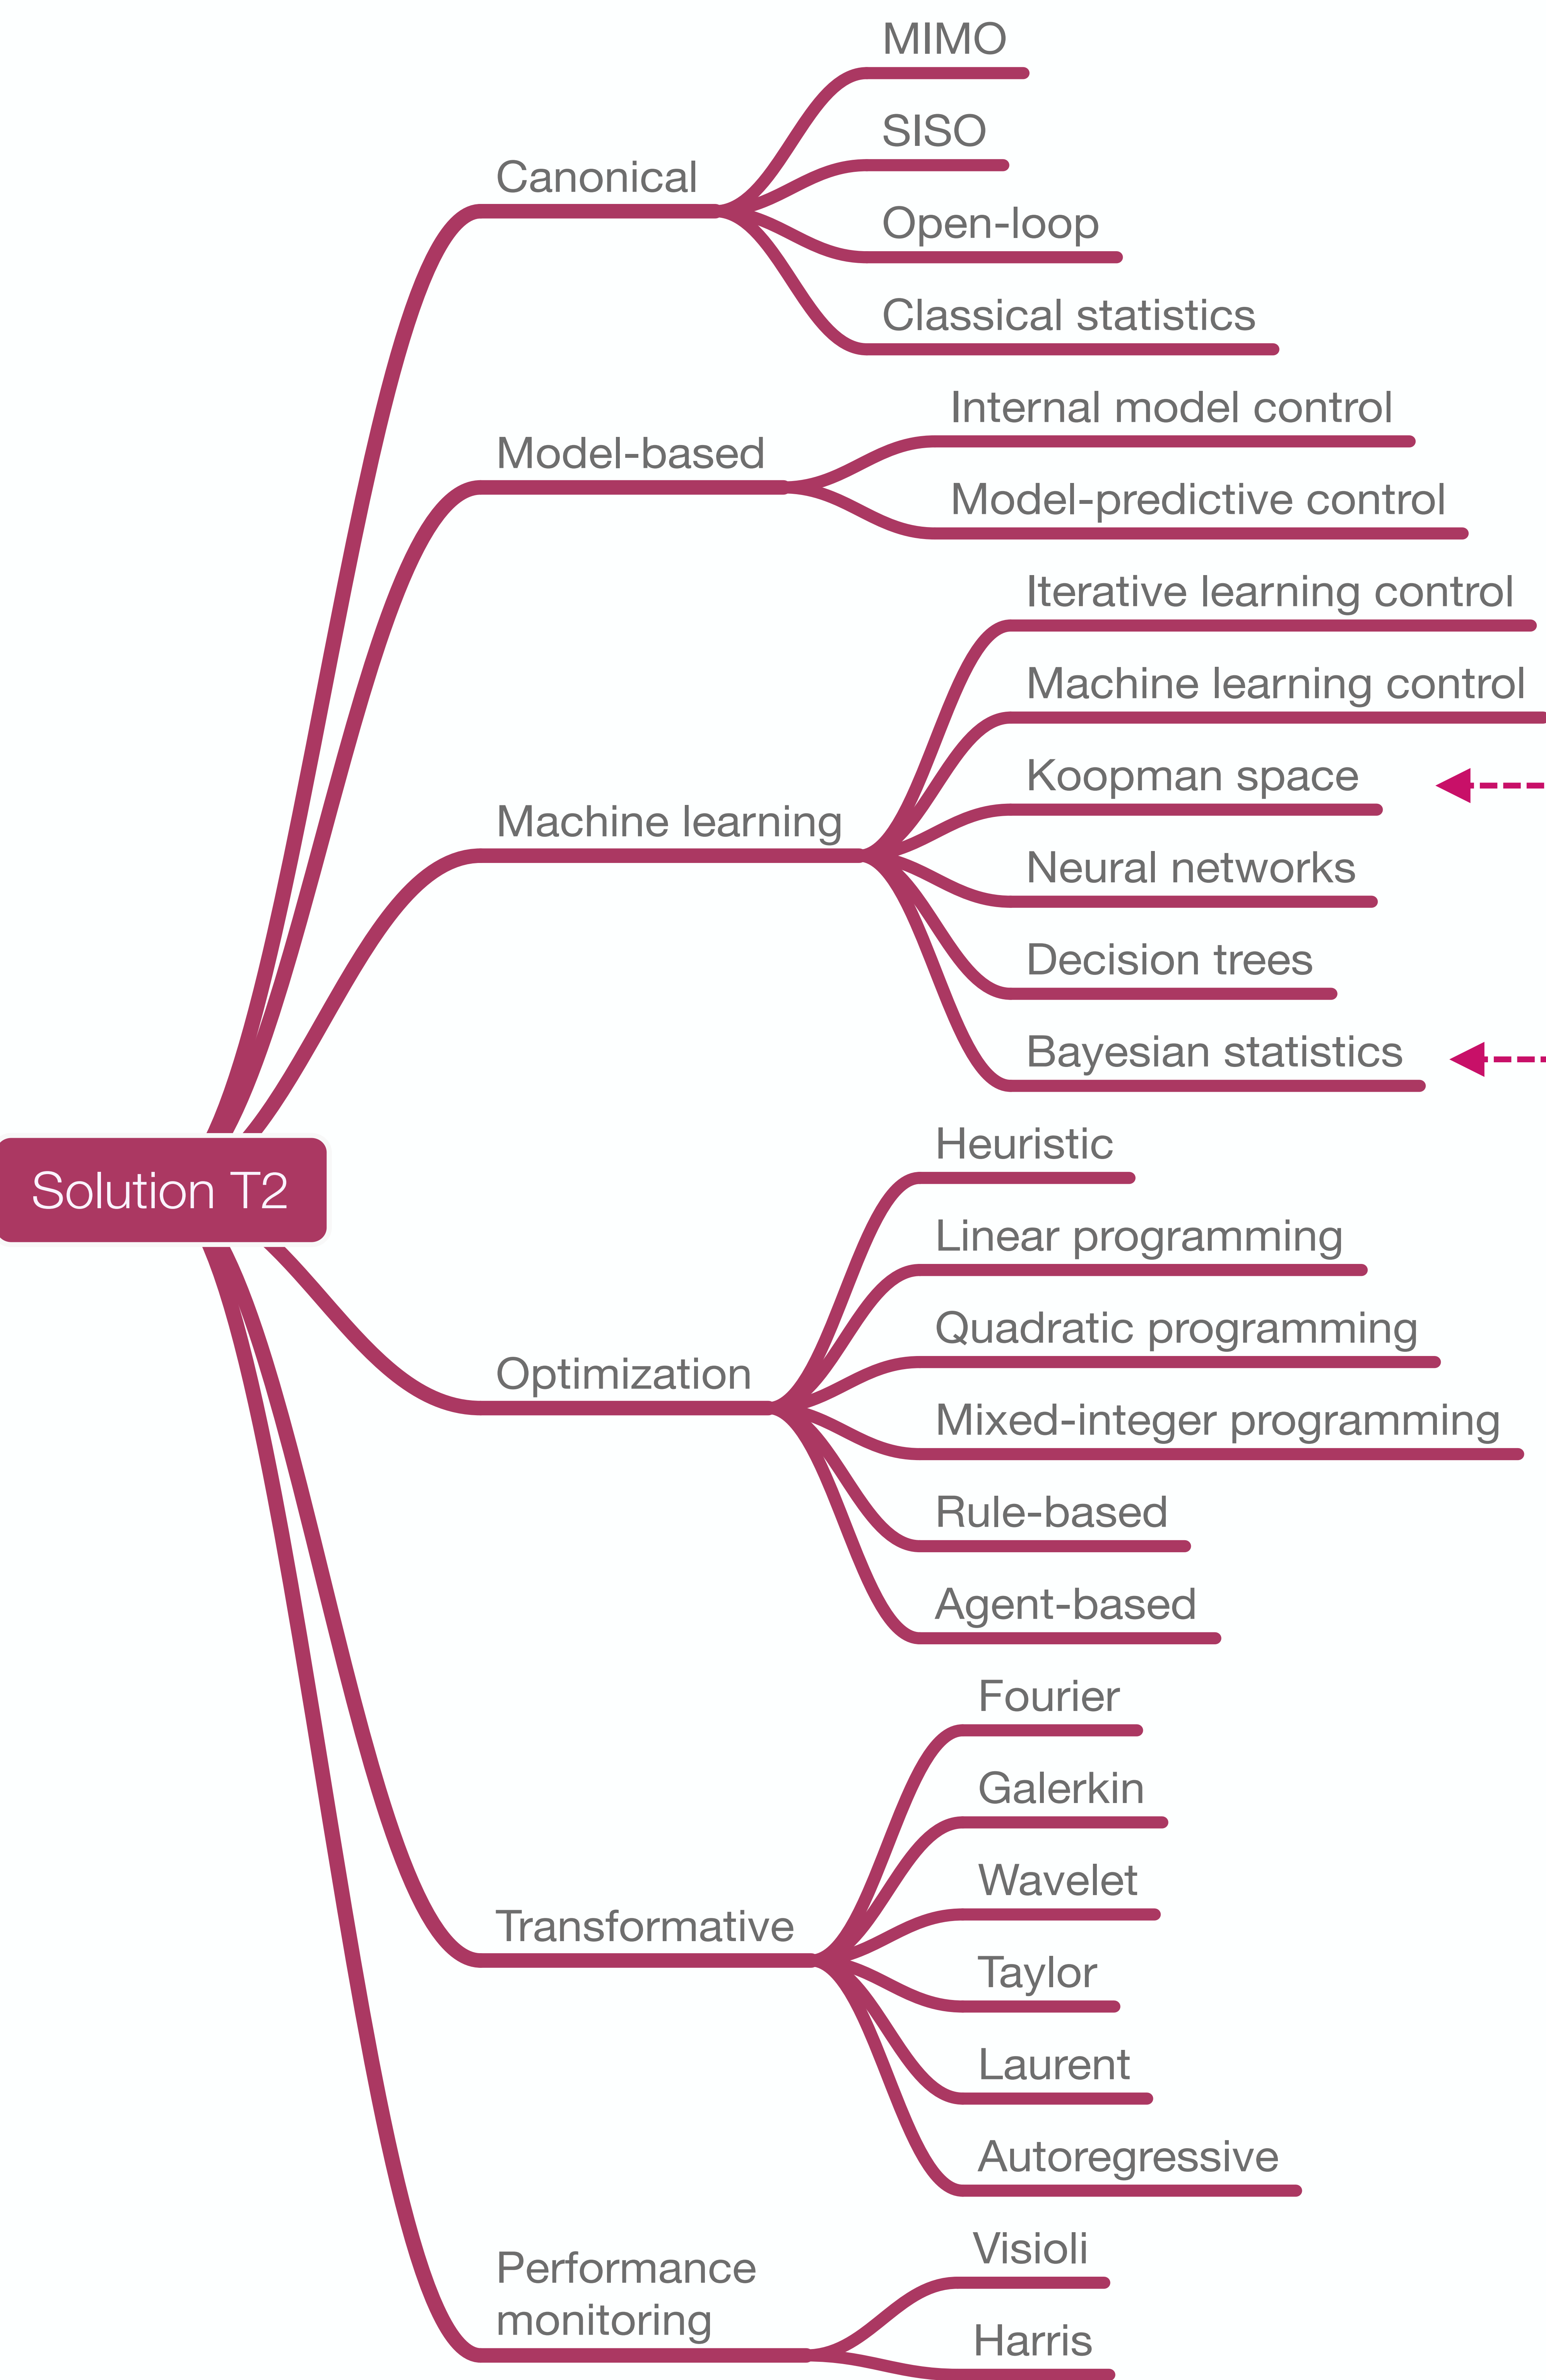 MIMO
SISO
Canonical
Open-loop
Classical statistics
Internal model control
Model-based
Model-predictive control
Iterative learning control
Machine learning control
Koopman space
Machine learning
Neural networks
Decision trees
Bayesian statistics
Heuristic
Solution T2
Linear programming
Quadratic programming
Optimization
Mixed-integer programming
Rule-based
Agent-based
Fourier
Galerkin
Wavelet
Transformative
Taylor
Laurent
Autoregressive
Visioli
Performance
monitoring
Harris